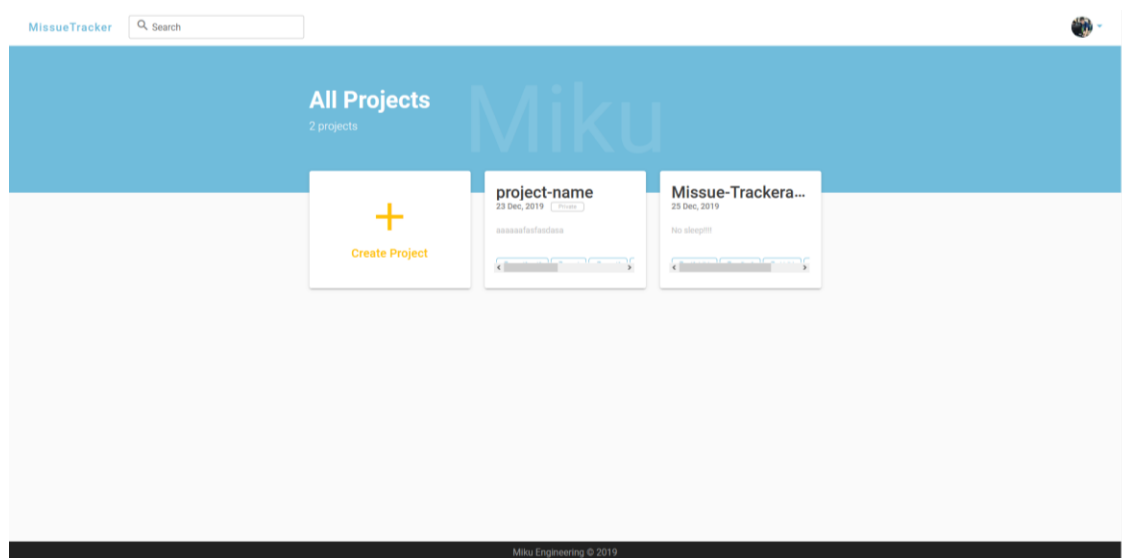 MissueTracker
Search
Miku
All Projects
2 projects
Create Project
project-name
23 Dec, 2019 Private
aaaaaafasfasdasa
Missue-Trackera...
25 Dec, 2019
No sleep!!!!
Miku Engineering © 2019